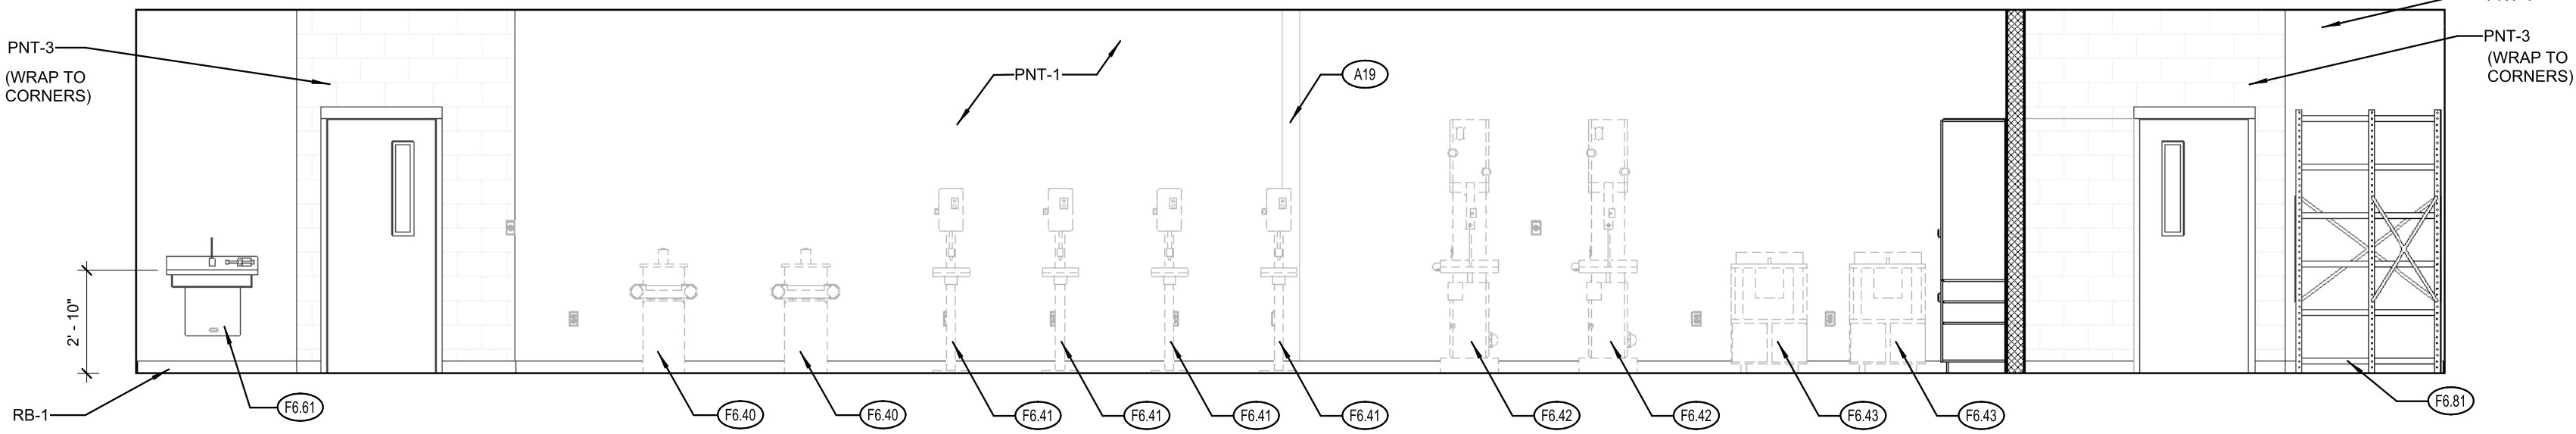 PNT-3
(WRAP TO
CORNERS)
PNT-1
A19
PNT-3
(WRAP TO
CORNERS)
2' - 10"
RB-1
F6.61
F6.40
F6.40
F6.41
F6.41
F6.41
F6.41
F6.42
F6.42
F6.43
F6.43
F6.81